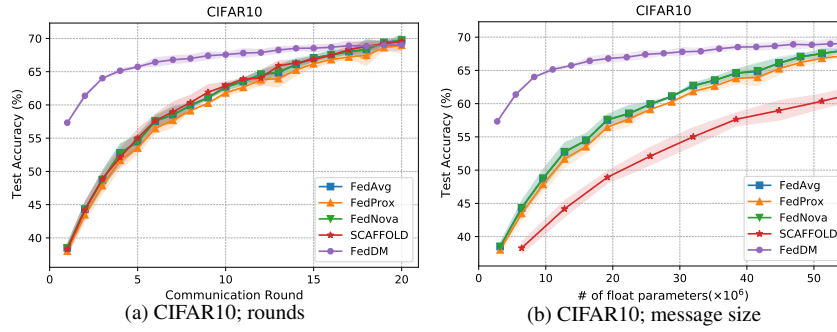 CIFAR10
Test Accuracy (%)
70
65
60
55
50
45
40
0
5
10
15
20
Communication Round
FedAvg
FedProx
FedNova
SCAFFOLD
FedDM
(a) CIFAR10; rounds
CIFAR10
Test Accuracy (%)
70
65
60
55
50
45
40
0
10
20
30
40
50
# of float parameters(×10⁶)
FedAvg
FedProx
FedNova
SCAFFOLD
FedDM
(b) CIFAR10; message size